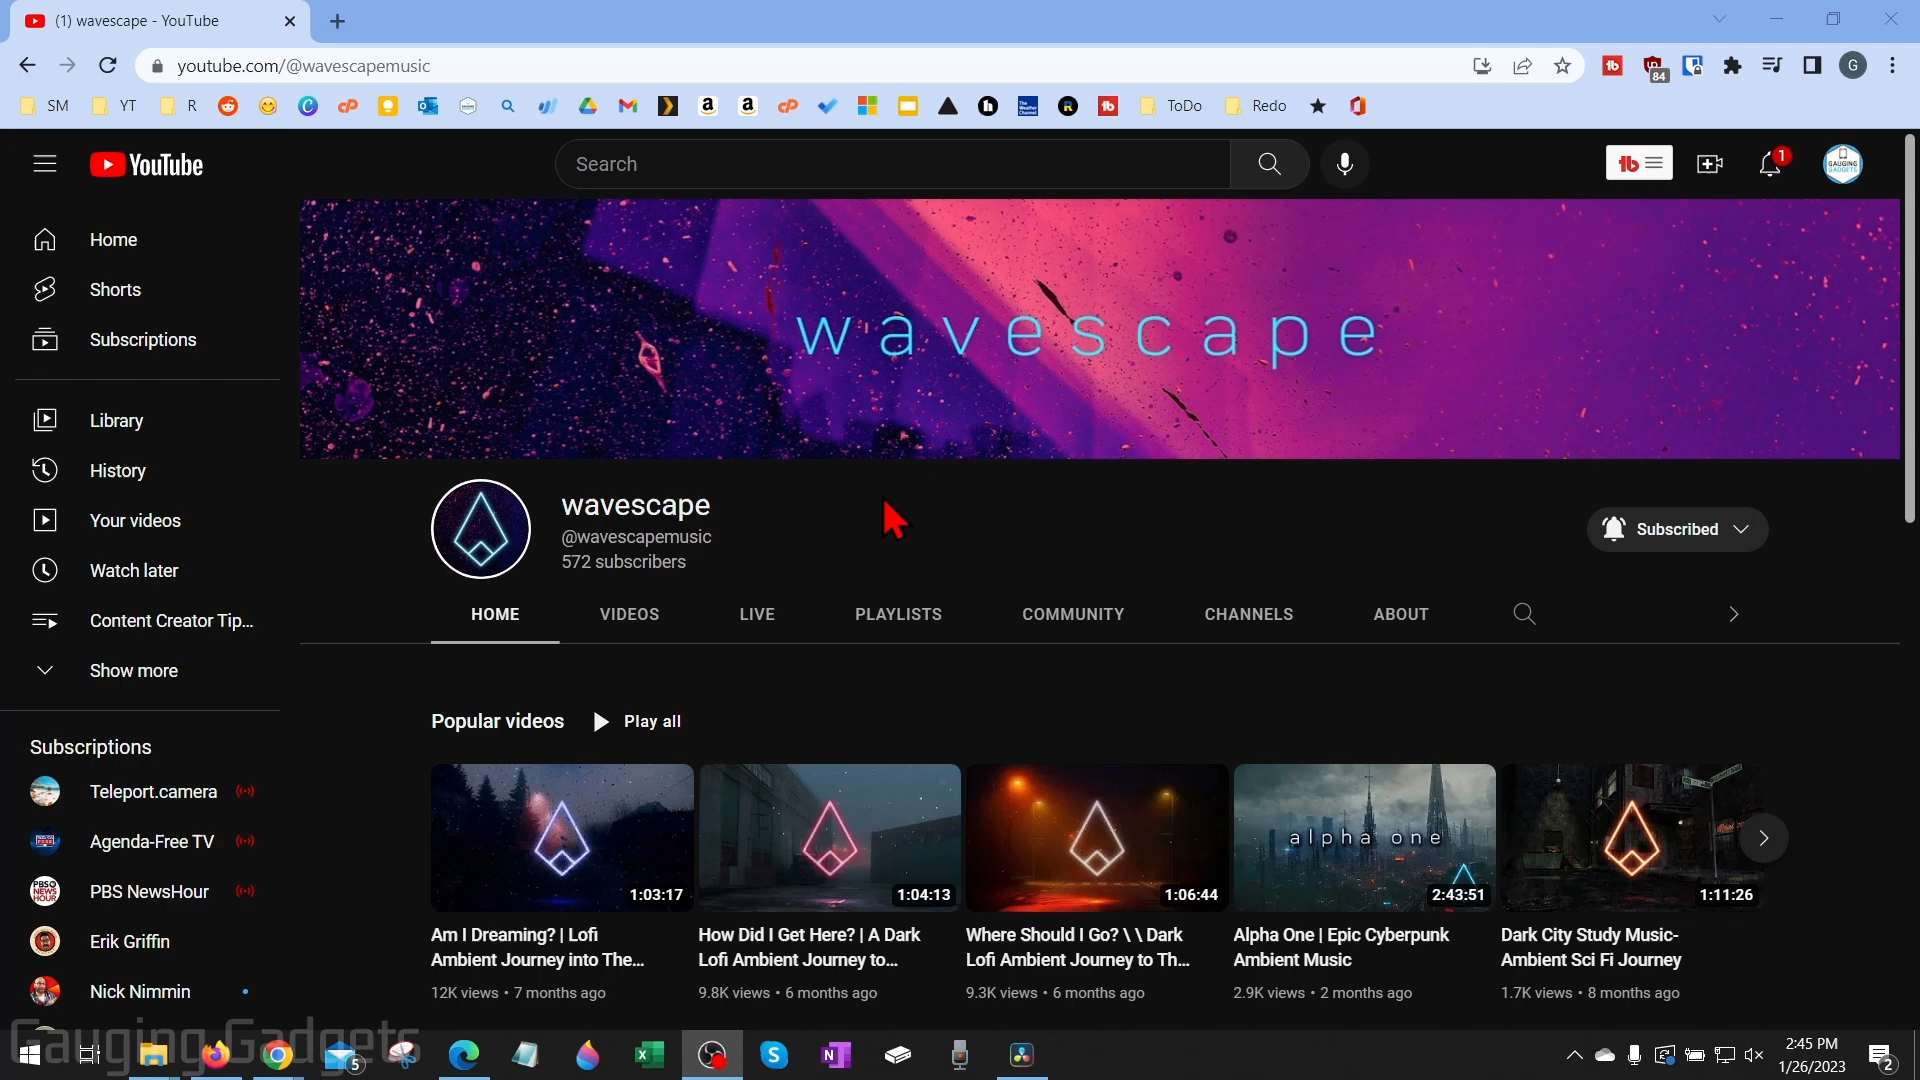 (1) wavescape - YouTube
youtube.com/@wavescapemusic
84
G
SM
YT
R
ToDo
Redo
YouTube
Search
1
GAUGING
GADGETS
Home
Shorts
Subscriptions
Library
History
Your videos
Watch later
Content Creator Tip...
Show more
Subscriptions
Teleport.camera
Agenda-Free TV
PBS NewsHour
Erik Griffin
Nick Nimmin
wavescape
wavescape
@wavescapemusic
572 subscribers
Subscribed
HOME
VIDEOS
LIVE
PLAYLISTS
COMMUNITY
CHANNELS
ABOUT
Popular videos
Play all
1:03:17
1:04:13
1:06:44
alpha one
2:43:51
1:11:26
Am I Dreaming? | Lofi
Ambient Journey into The...
12K views • 7 months ago
How Did I Get Here? | A Dark
Lofi Ambient Journey to...
9.8K views • 6 months ago
Where Should I Go? \ \ Dark
Lofi Ambient Journey to Th...
9.3K views • 6 months ago
Alpha One | Epic Cyberpunk
Ambient Music
2.9K views • 2 months ago
Dark City Study Music-
Ambient Sci Fi Journey
1.7K views • 8 months ago
Gauging Gadgets
5
2:45 PM
1/26/2023
2